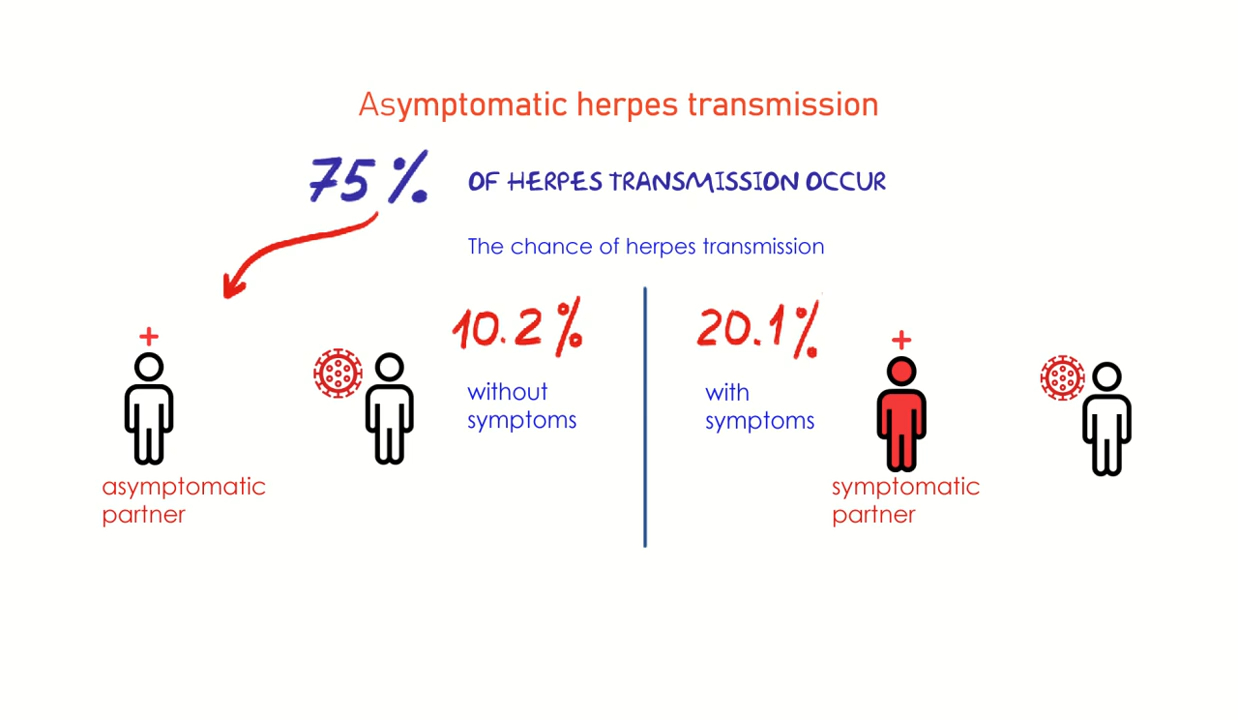 Asymptomatic herpes transmission
75% OF HERPES TRANSMISSION OCCUR
The chance of herpes transmission
10.2%
without
symptoms
20.1%
with
symptoms
+
asymptomatic
partner
+
symptomatic
partner